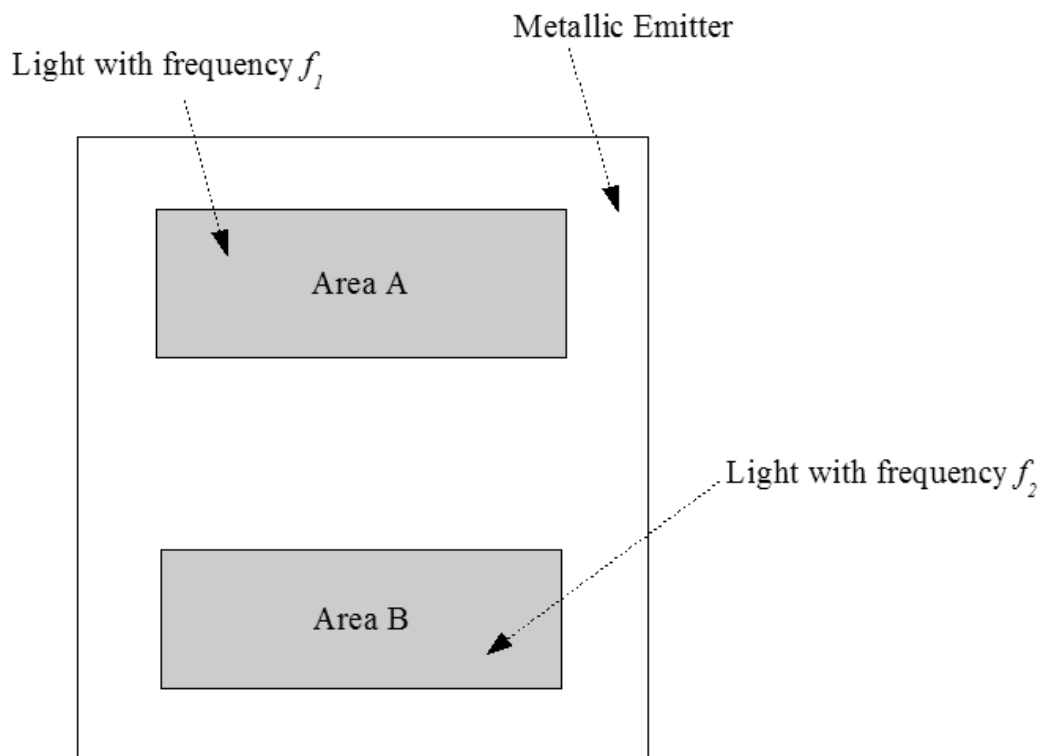 Metallic Emitter
Light with frequency f₁
Area A
Light with frequency f₂
Area B